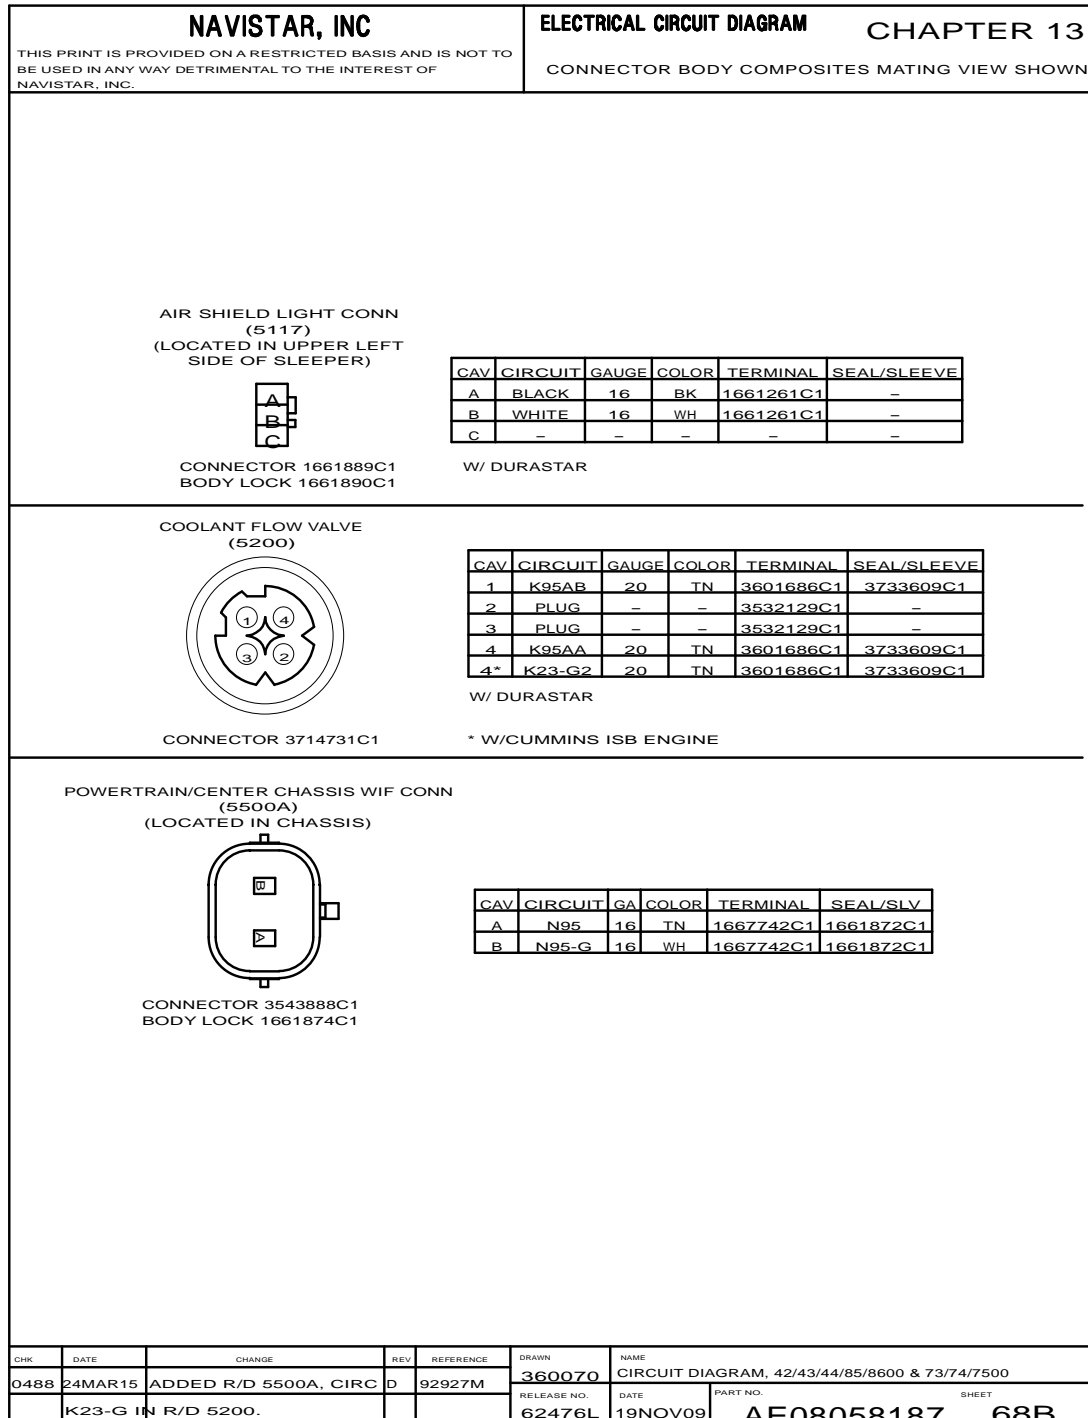 NAVISTAR, INC
THIS PRINT IS PROVIDED ON A RESTRICTED BASIS AND IS NOT TO
BE USED IN ANY WAY DETRIMENTAL TO THE INTEREST OF
NAVISTAR, INC.
ELECTRICAL CIRCUIT DIAGRAM CHAPTER 13
CONNECTOR BODY COMPOSITES MATING VIEW SHOWN
AIR SHIELD LIGHT CONN
(5117)
(LOCATED IN UPPER LEFT
SIDE OF SLEEPER)
A
B
C
CONNECTOR 1661889C1
BODY LOCK 1661890C1
CAV CIRCUIT GAUGE COLOR TERMINAL SEAL/SLEEVE
A BLACK 16 BK 1661261C1 –
B WHITE 16 WH 1661261C1 –
C – – – – –
W/ DURASTAR
COOLANT FLOW VALVE
(5200)
1 4
3 2
CONNECTOR 3714731C1
CAV CIRCUIT GAUGE COLOR TERMINAL SEAL/SLEEVE
1 K95AB 20 TN 3601686C1 3733609C1
2 PLUG – – 3532129C1 –
3 PLUG – – 3532129C1 –
4 K95AA 20 TN 3601686C1 3733609C1
4* K23-G2 20 TN 3601686C1 3733609C1
W/ DURASTAR
* W/CUMMINS ISB ENGINE
POWERTRAIN/CENTER CHASSIS WIF CONN
(5500A)
(LOCATED IN CHASSIS)
B
A
CONNECTOR 3543888C1
BODY LOCK 1661874C1
CAV CIRCUIT GA COLOR TERMINAL SEAL/SLV
A N95 16 TN 1667742C1 1661872C1
B N95-G 16 WH 1667742C1 1661872C1
CHK DATE CHANGE REV REFERENCE
0488 24MAR15 ADDED R/D 5500A, CIRC D 92927M
K23-G IN R/D 5200.
DRAWN
360070
NAME
CIRCUIT DIAGRAM, 42/43/44/85/8600 & 73/74/7500
RELEASE NO.
62476L
DATE
19NOV09
PART NO.
AE08058187
SHEET
68B